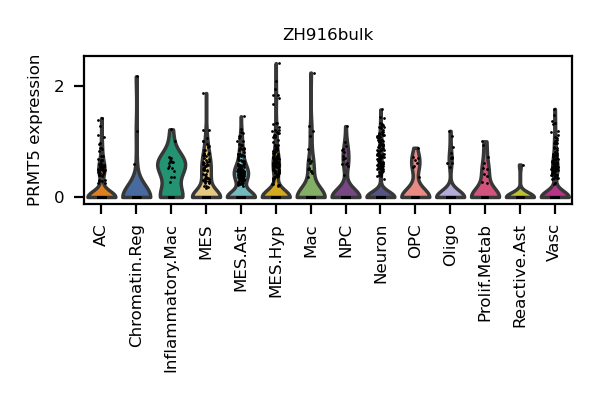 ZH916bulk
PRMT5 expression
2
0
AC
Chromatin.Reg
Inflammatory.Mac
MES
MES.Ast
MES.Hyp
Mac
NPC
Neuron
OPC
Oligo
Prolif.Metab
Reactive.Ast
Vasc